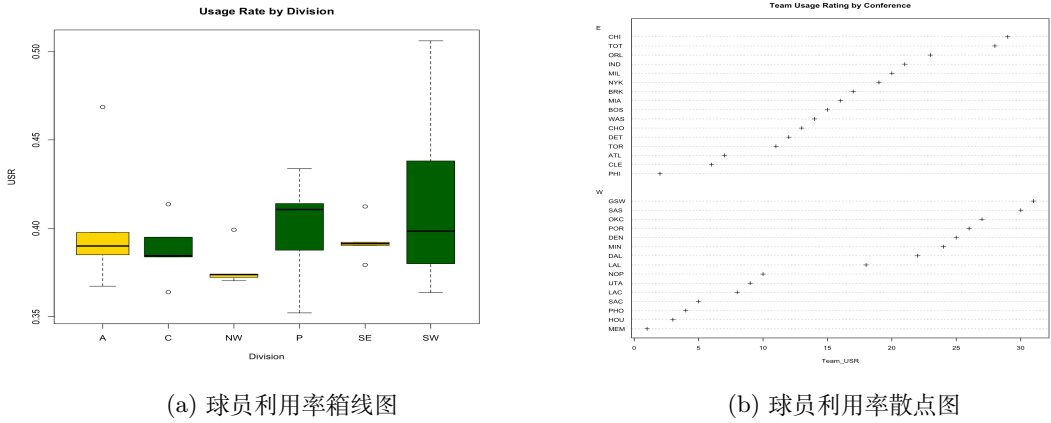 Usage Rate by Division
USR
0.50
0.45
0.40
0.35
A C NW P SE SW
Division
(a) 球员利用率箱线图
Team Usage Rating by Conference
E
CHI
TOT
ORL
IND
MIL
NYK
BRK
MIA
BOS
WAS
CHO
DET
TOR
ATL
CLE
PHI
W
GSW
SAS
OKC
POR
DEN
MIN
DAL
LAL
NOP
UTA
LAC
SAC
PHO
HOU
MEM
0 5 10 15 20 25 30
Team_USR
(b) 球员利用率散点图